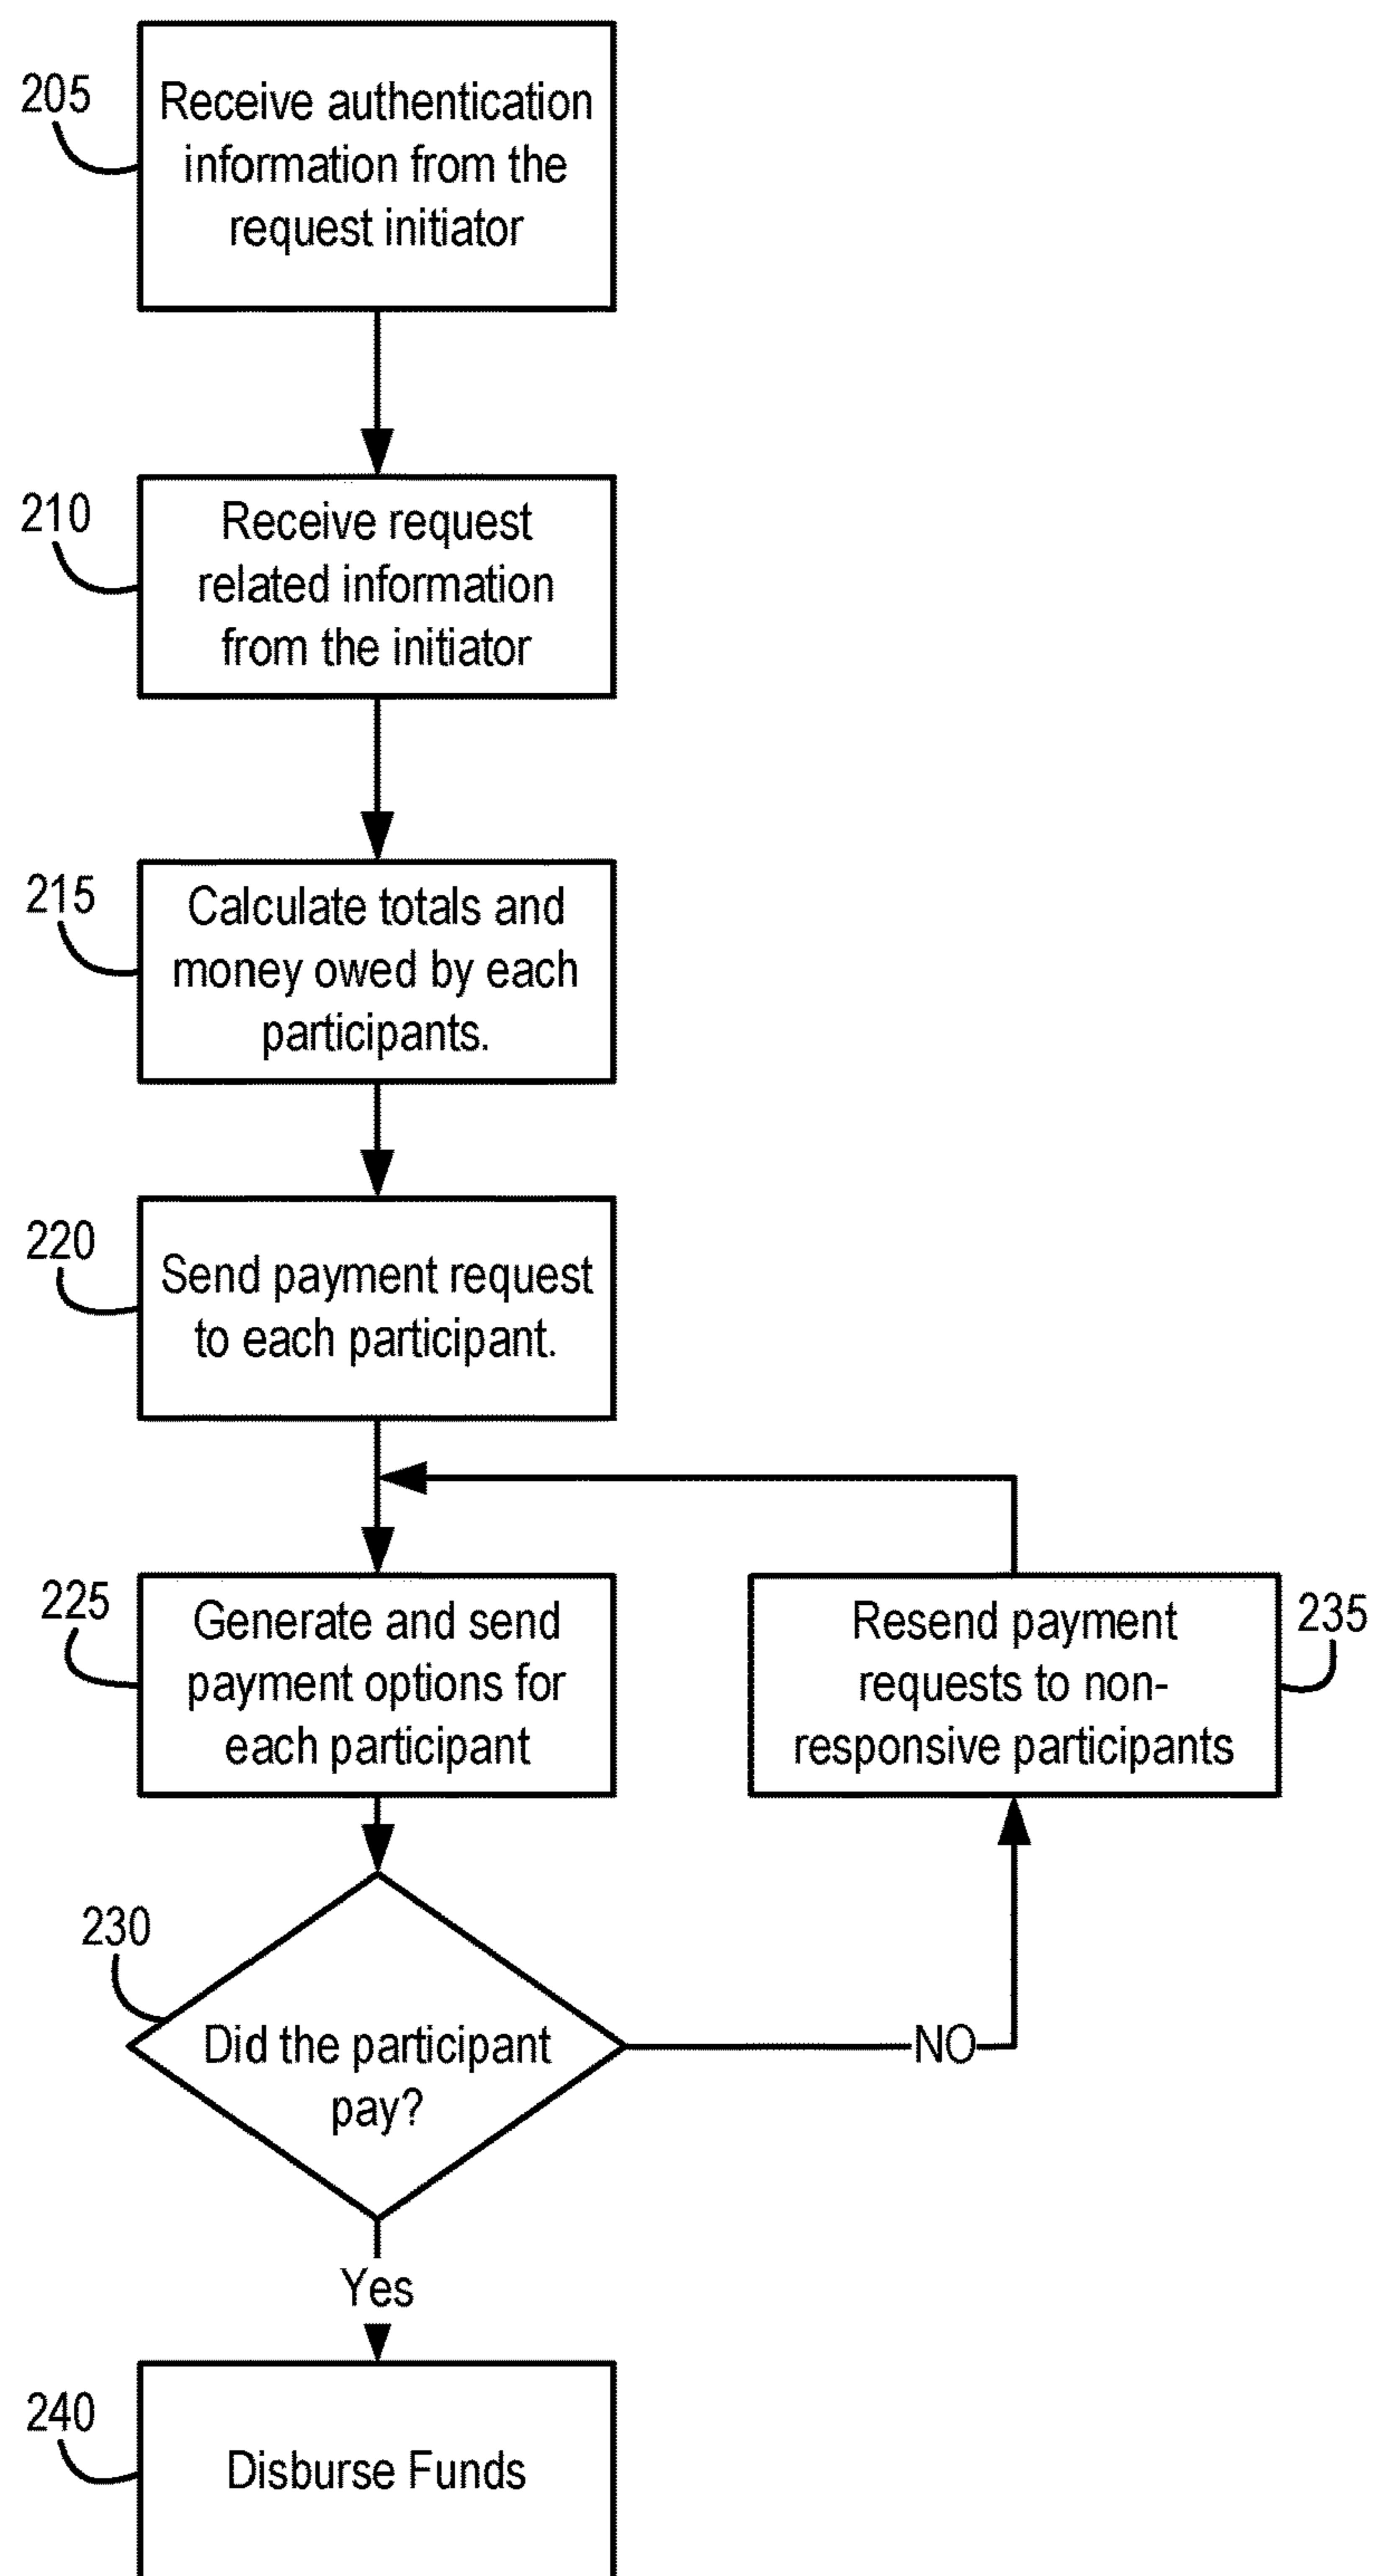 205
Receive authentication
information from the
request initiator
210
Receive request
related information
from the initiator
215
Calculate totals and
money owed by each
participants.
220
Send payment request
to each participant.
225
Generate and send
payment options for
each participant
Resend payment
requests to non-
responsive participants
235
230
Did the participant
pay?
NO
Yes
240
Disburse Funds